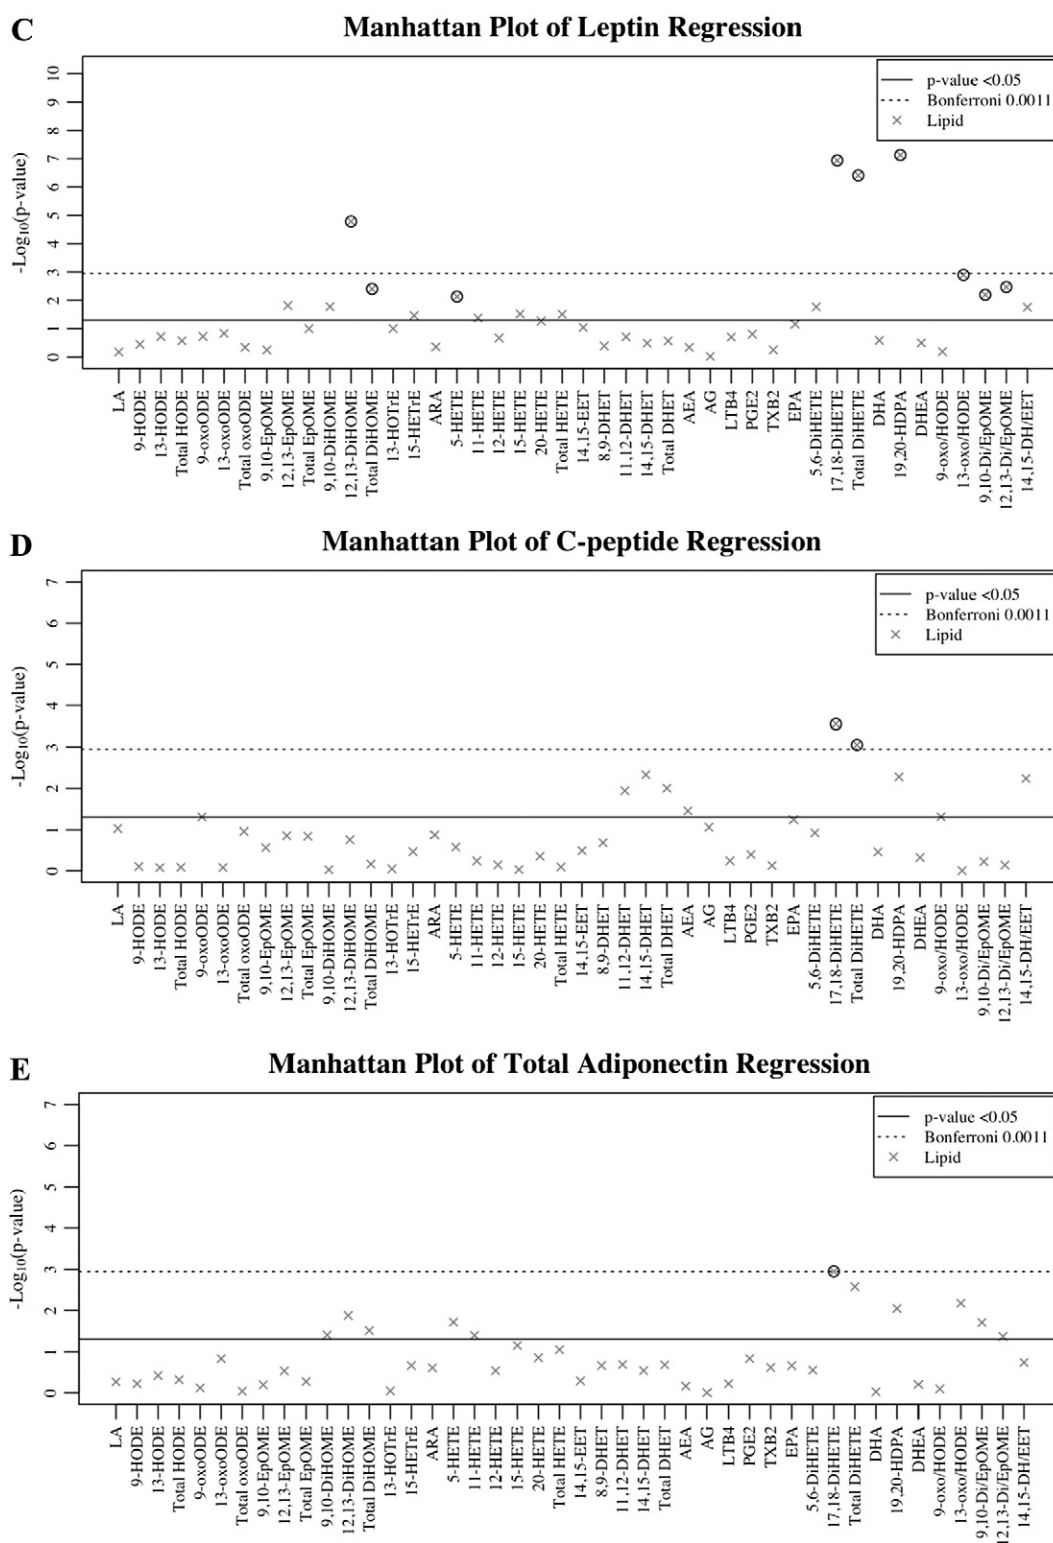 C
Manhattan Plot of Leptin Regression
p-value <0.05
Bonferroni 0.0011
Lipid
-Log10(p-value)
10
9
8
7
6
5
4
3
2
1
0
LA
9-HODE
13-HODE
Total HODE
9-oxoODE
13-oxoODE
Total oxoODE
9,10-EpOME
12,13-EpOME
Total EpOME
9,10-DiHOME
12,13-DiHOME
Total DiHOME
13-HOTrE
15-HETrE
ARA
5-HETE
11-HETE
12-HETE
15-HETE
20-HETE
Total HETE
14,15-EET
8,9-DHET
11,12-DHET
14,15-DHET
Total DHET
AEA
AG
LTB4
PGE2
TXB2
EPA
5,6-DiHETE
17,18-DiHETE
Total DiHETE
DHA
19,20-HDPA
DHEA
9-oxo/HODE
13-oxo/HODE
9,10-Di/EpOME
12,13-Di/EpOME
14,15-DH/EET
D
Manhattan Plot of C-peptide Regression
p-value <0.05
Bonferroni 0.0011
Lipid
-Log10(p-value)
7
6
5
4
3
2
1
0
LA
9-HODE
13-HODE
Total HODE
9-oxoODE
13-oxoODE
Total oxoODE
9,10-EpOME
12,13-EpOME
Total EpOME
9,10-DiHOME
12,13-DiHOME
Total DiHOME
13-HOTrE
15-HETrE
ARA
5-HETE
11-HETE
12-HETE
15-HETE
20-HETE
Total HETE
14,15-EET
8,9-DHET
11,12-DHET
14,15-DHET
Total DHET
AEA
AG
LTB4
PGE2
TXB2
EPA
5,6-DiHETE
17,18-DiHETE
Total DiHETE
DHA
19,20-HDPA
DHEA
9-oxo/HODE
13-oxo/HODE
9,10-Di/EpOME
12,13-Di/EpOME
14,15-DH/EET
E
Manhattan Plot of Total Adiponectin Regression
p-value <0.05
Bonferroni 0.0011
Lipid
-Log10(p-value)
7
6
5
4
3
2
1
0
LA
9-HODE
13-HODE
Total HODE
9-oxoODE
13-oxoODE
Total oxoODE
9,10-EpOME
12,13-EpOME
Total EpOME
9,10-DiHOME
12,13-DiHOME
Total DiHOME
13-HOTrE
15-HETrE
ARA
5-HETE
11-HETE
12-HETE
15-HETE
20-HETE
Total HETE
14,15-EET
8,9-DHET
11,12-DHET
14,15-DHET
Total DHET
AEA
AG
LTB4
PGE2
TXB2
EPA
5,6-DiHETE
17,18-DiHETE
Total DiHETE
DHA
19,20-HDPA
DHEA
9-oxo/HODE
13-oxo/HODE
9,10-Di/EpOME
12,13-Di/EpOME
14,15-DH/EET